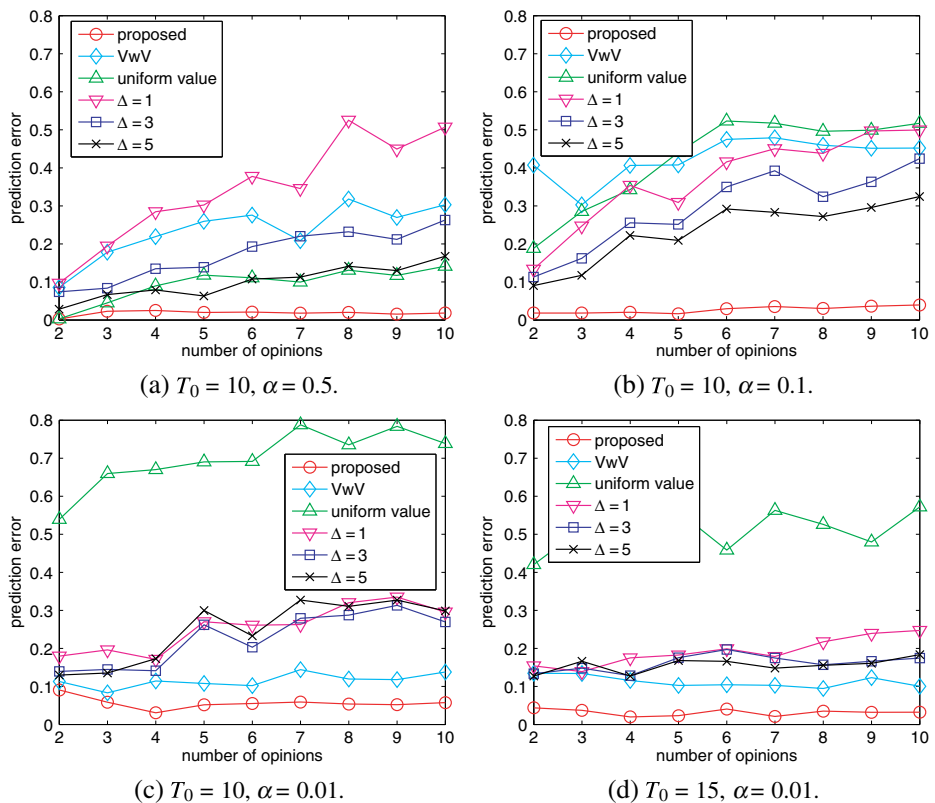 0.8
0.7
0.6
0.5
0.4
0.3
0.2
0.1
0
prediction error
proposed
VwV
uniform value
Δ = 1
Δ = 3
Δ = 5
2 3 4 5 6 7 8 9 10
number of opinions
(a) T0 = 10, α = 0.5.
0.8
0.7
0.6
0.5
0.4
0.3
0.2
0.1
0
prediction error
proposed
VwV
uniform value
Δ = 1
Δ = 3
Δ = 5
2 3 4 5 6 7 8 9 10
number of opinions
(b) T0 = 10, α = 0.1.
0.8
0.7
0.6
0.5
0.4
0.3
0.2
0.1
0
prediction error
proposed
VwV
uniform value
Δ = 1
Δ = 3
Δ = 5
2 3 4 5 6 7 8 9 10
number of opinions
(c) T0 = 10, α = 0.01.
0.8
0.7
0.6
0.5
0.4
0.3
0.2
0.1
0
prediction error
proposed
VwV
uniform value
Δ = 1
Δ = 3
Δ = 5
2 3 4 5 6 7 8 9 10
number of opinions
(d) T0 = 15, α = 0.01.